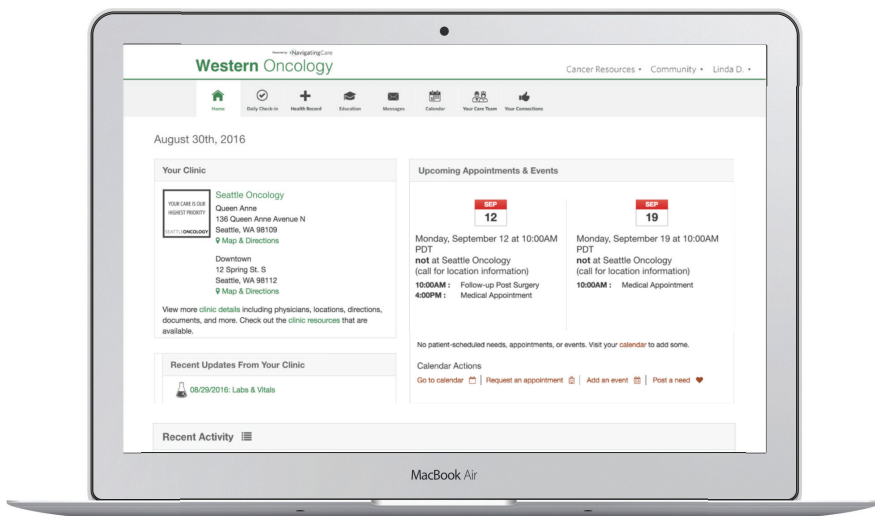 Powered by NavigatingCare
Western Oncology
Cancer Resources • Community • Linda D. •
Home Daily Check-in Health Record Education Messages Calendar Your Care Team Your Connections
August 30th, 2016
Your Clinic
YOUR CARE IS OUR
HIGHEST PRIORITY
SEATTLEONCOLOGY
Seattle Oncology
Queen Anne
136 Queen Anne Avenue N
Seattle, WA 98109
Map & Directions
Downtown
12 Spring St. S
Seattle, WA 98112
Map & Directions
View more clinic details including physicians, locations, directions,
documents, and more. Check out the clinic resources that are
available.
Recent Updates From Your Clinic
08/29/2016: Labs & Vitals
Upcoming Appointments & Events
SEP
12
Monday, September 12 at 10:00AM
PDT
not at Seattle Oncology
(call for location information)
10:00AM : Follow-up Post Surgery
4:00PM : Medical Appointment
SEP
19
Monday, September 19 at 10:00AM
PDT
not at Seattle Oncology
(call for location information)
10:00AM : Medical Appointment
No patient-scheduled needs, appointments, or events. Visit your calendar to add some.
Calendar Actions
Go to calendar | Request an appointment | Add an event | Post a need
Recent Activity
MacBook Air